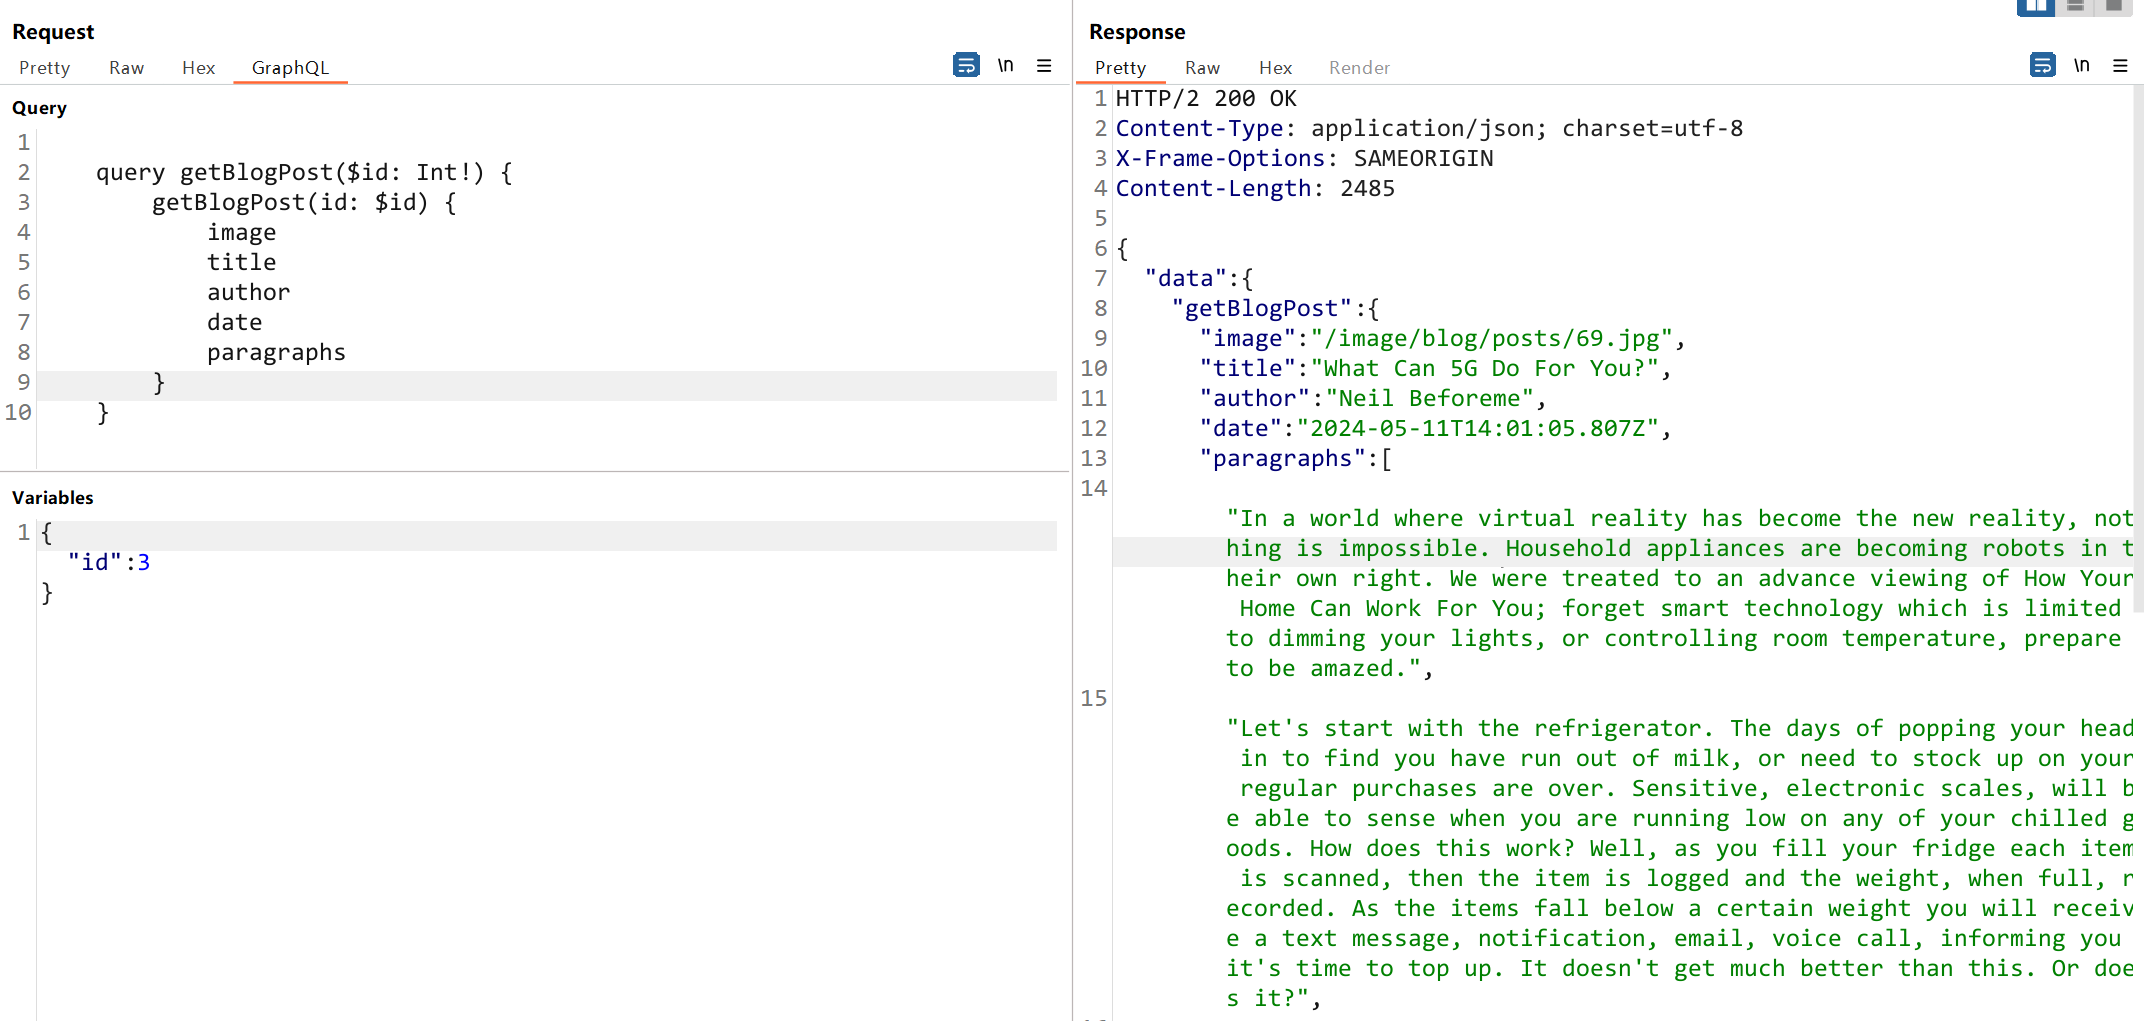 Request
Pretty Raw Hex GraphQL \n
Query
1
2 query getBlogPost($id: Int!) {
3 getBlogPost(id: $id) {
4 image
5 title
6 author
7 date
8 paragraphs
9 }
10 }
Variables
1 {
"id":3
}
Response
Pretty Raw Hex Render \n
1 HTTP/2 200 OK
2 Content-Type: application/json; charset=utf-8
3 X-Frame-Options: SAMEORIGIN
4 Content-Length: 2485
5
6 {
7 "data":{
8 "getBlogPost":{
9 "image":"/image/blog/posts/69.jpg",
10 "title":"What Can 5G Do For You?",
11 "author":"Neil Beforeme",
12 "date":"2024-05-11T14:01:05.807Z",
13 "paragraphs":[
14
"In a world where virtual reality has become the new reality, not
hing is impossible. Household appliances are becoming robots in t
heir own right. We were treated to an advance viewing of How Your
Home Can Work For You; forget smart technology which is limited
to dimming your lights, or controlling room temperature, prepare
to be amazed.",
15
"Let's start with the refrigerator. The days of popping your head
in to find you have run out of milk, or need to stock up on your
regular purchases are over. Sensitive, electronic scales, will b
e able to sense when you are running low on any of your chilled g
oods. How does this work? Well, as you fill your fridge each item
is scanned, then the item is logged and the weight, when full, r
ecorded. As the items fall below a certain weight you will receiv
e a text message, notification, email, voice call, informing you
it's time to top up. It doesn't get much better than this. Or doe
s it?",